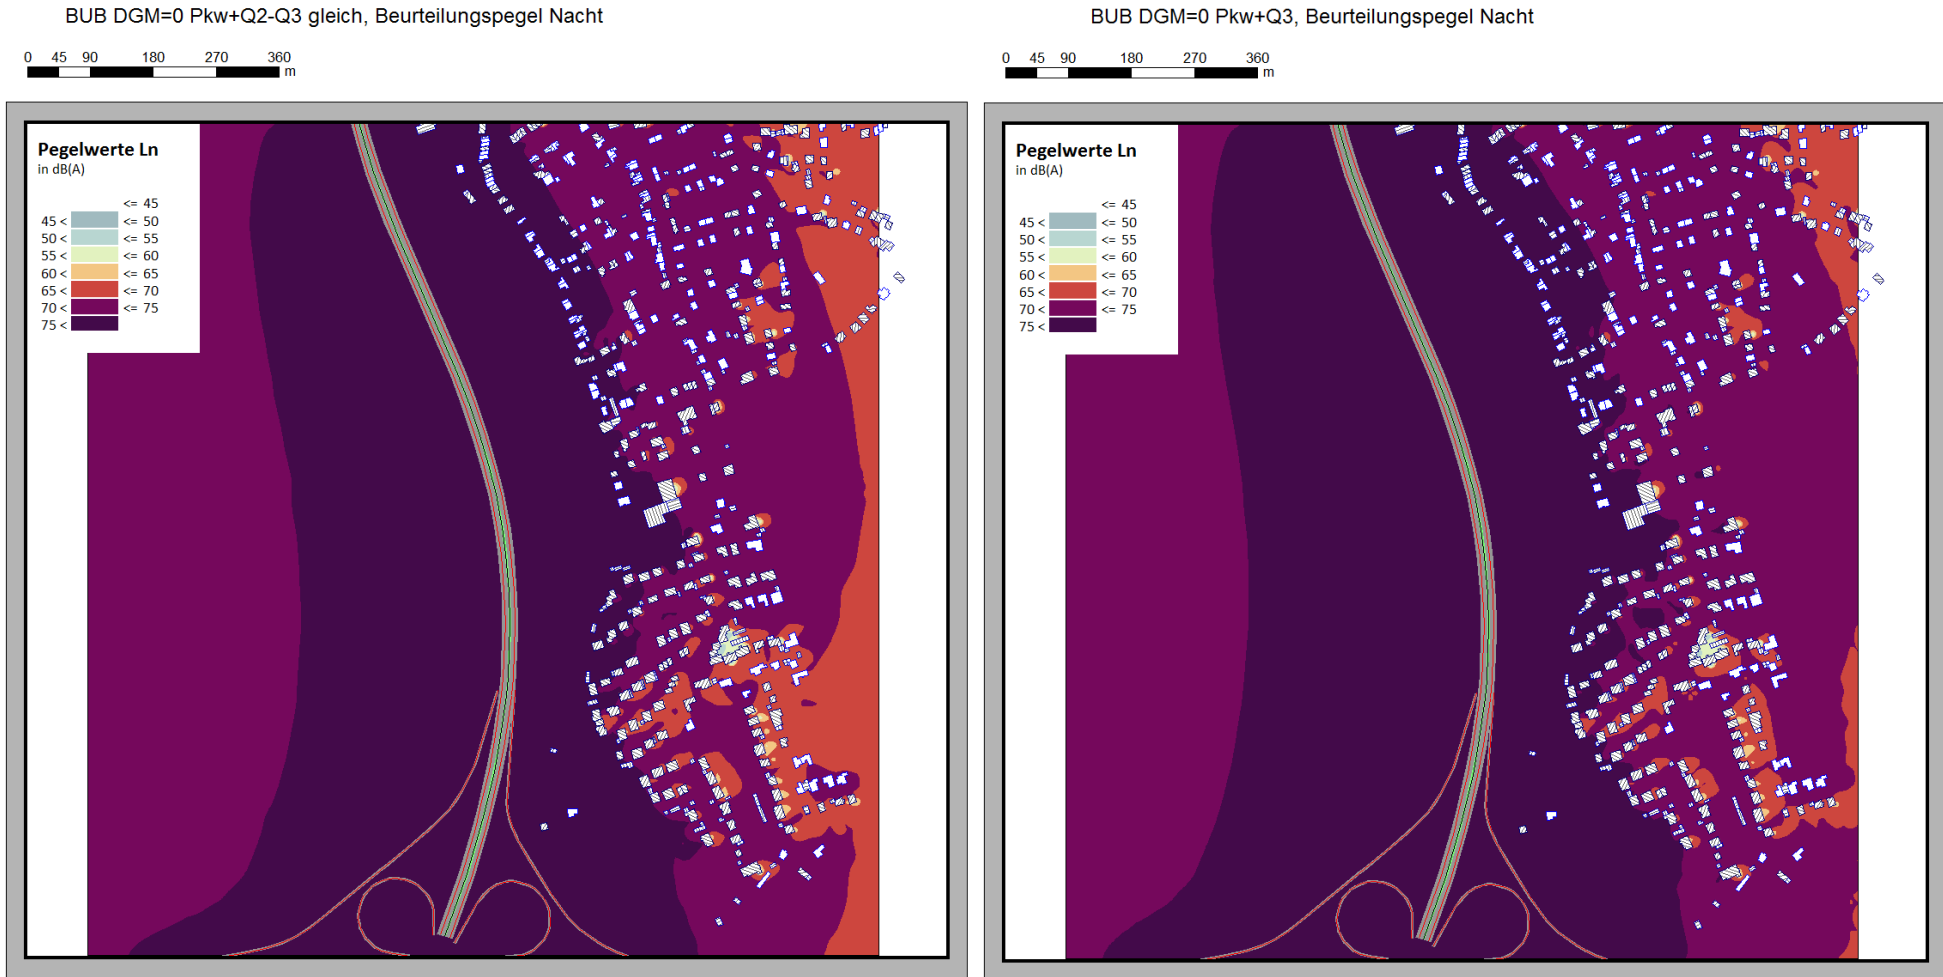 BUB DGM=0 Pkw+Q2-Q3 gleich, Beurteilungspegel Nacht
0 45 90 180 270 360
m
Pegelwerte Ln
in dB(A)
<= 45
45 < <= 50
50 < <= 55
55 < <= 60
60 < <= 65
65 < <= 70
70 < <= 75
75 <
BUB DGM=0 Pkw+Q3, Beurteilungspegel Nacht
0 45 90 180 270 360
m
Pegelwerte Ln
in dB(A)
<= 45
45 < <= 50
50 < <= 55
55 < <= 60
60 < <= 65
65 < <= 70
70 < <= 75
75 <